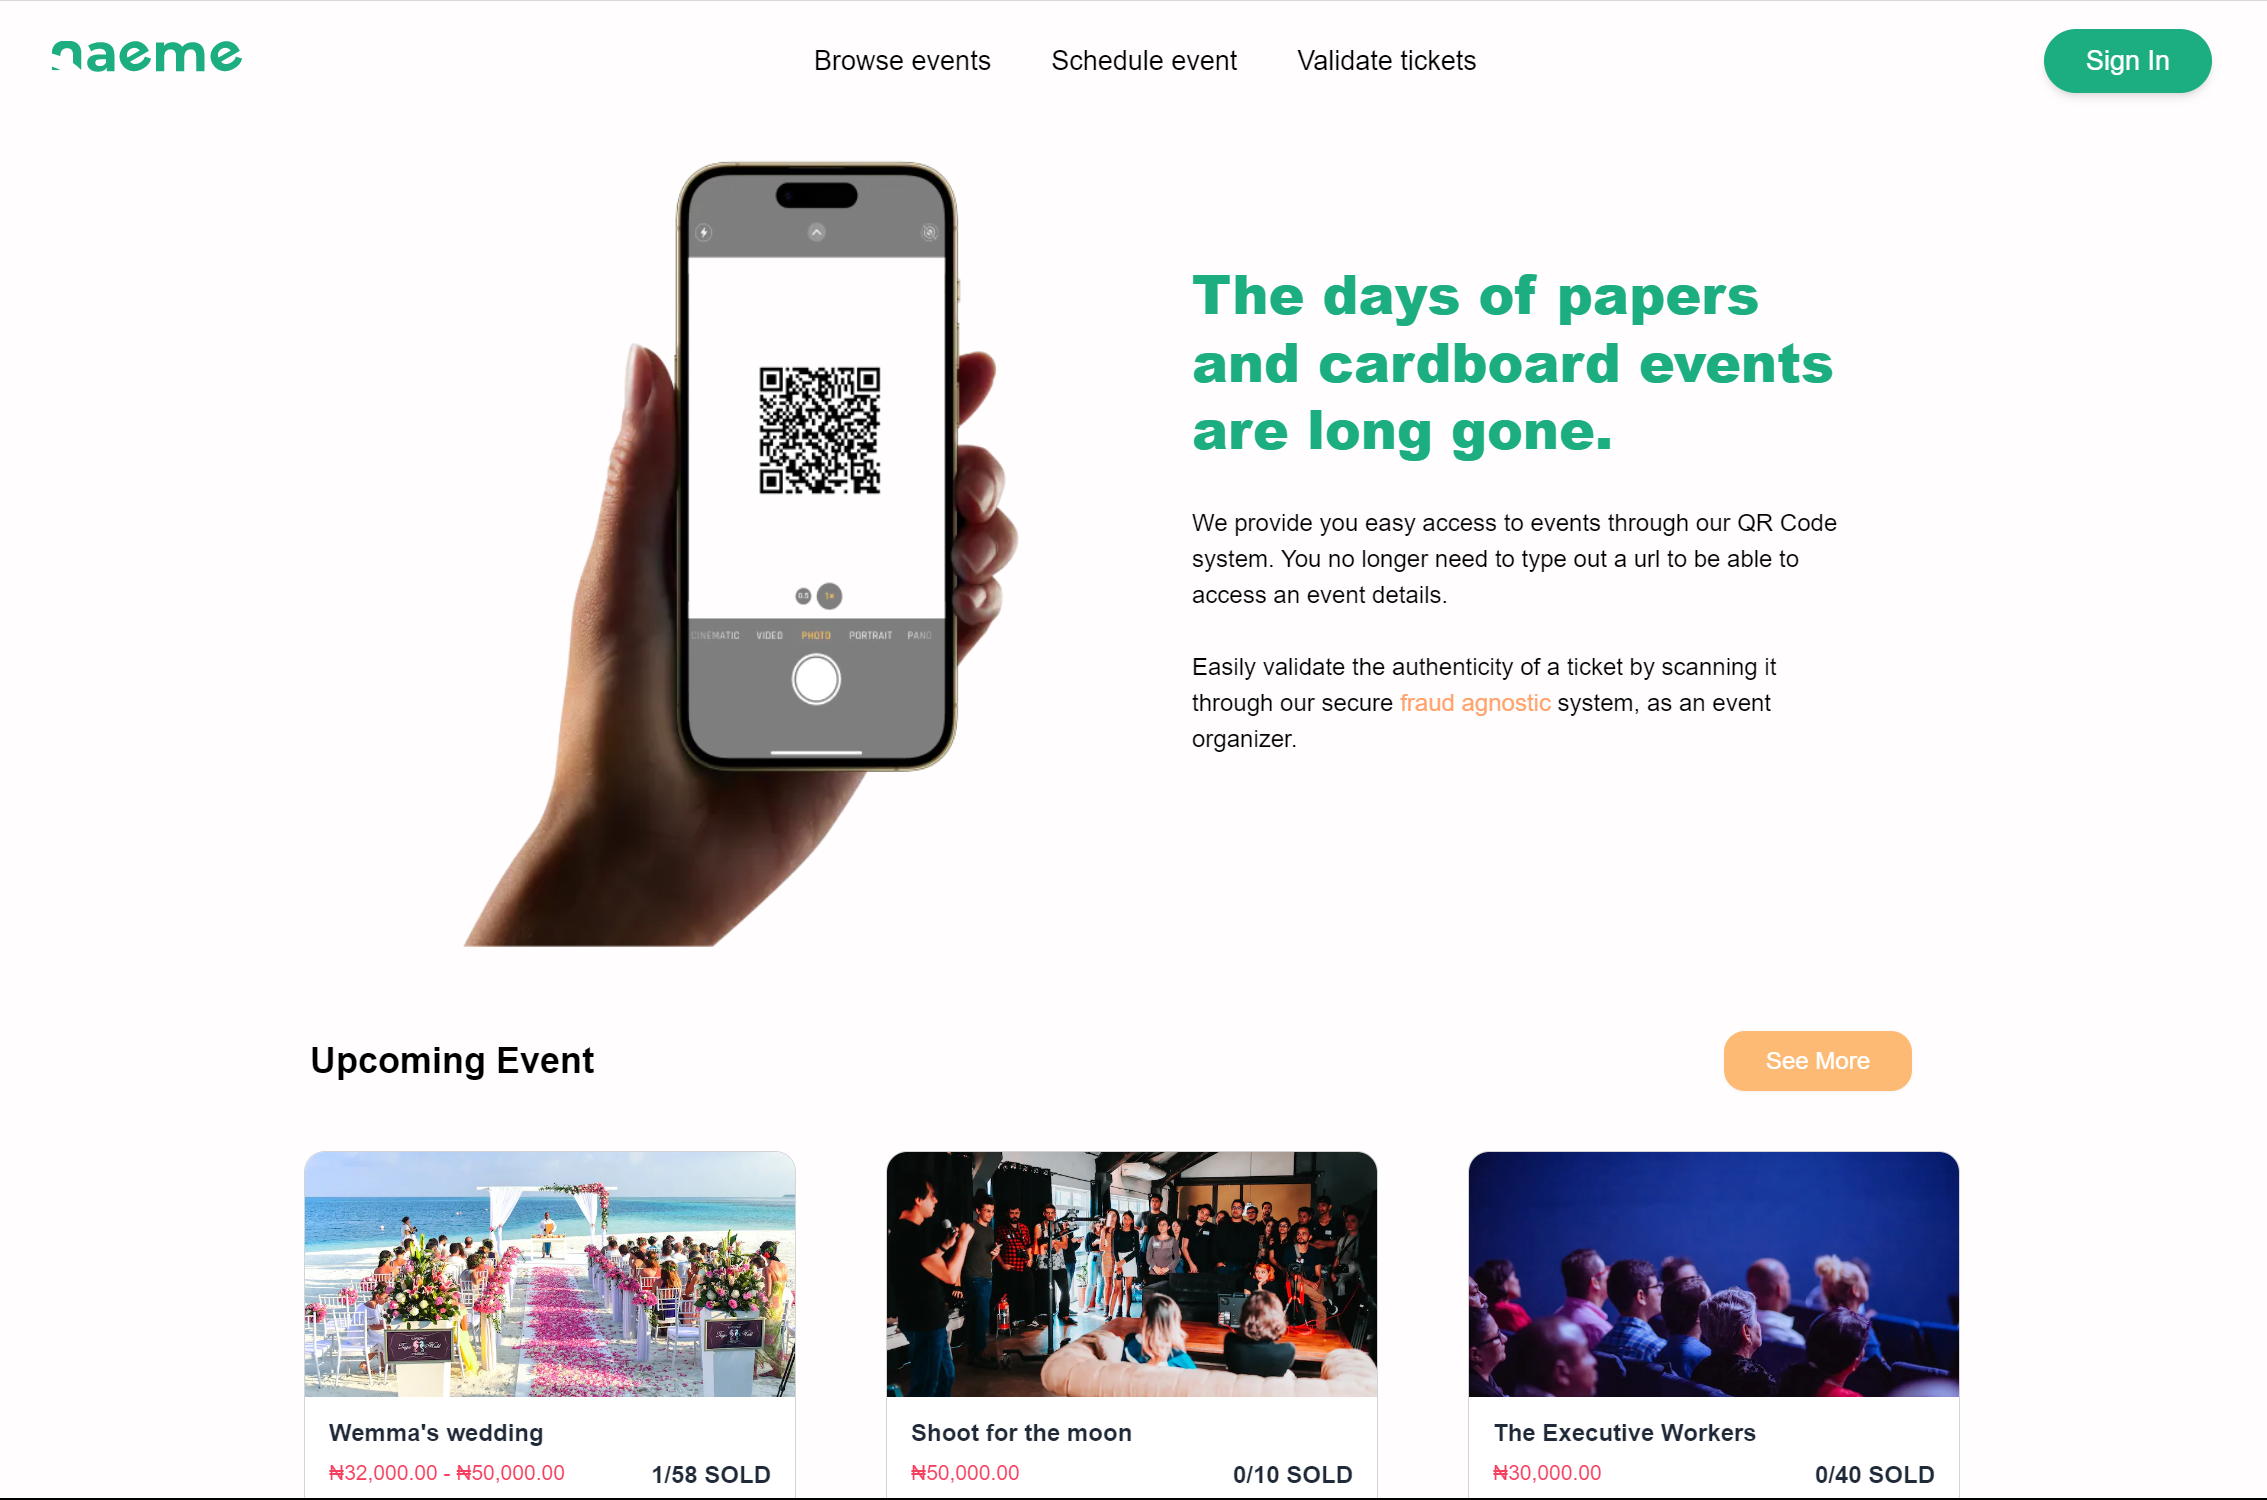 naeme
Browse events
Schedule event
Validate tickets
Sign In
0.5 1×
CINEMATIC VIDEO PHOTO PORTRAIT PANO
The days of papers
and cardboard events
are long gone.
We provide you easy access to events through our QR Code
system. You no longer need to type out a url to be able to
access an event details.
Easily validate the authenticity of a ticket by scanning it
through our secure fraud agnostic system, as an event
organizer.
Upcoming Event
See More
Wemma's wedding
₦32,000.00 - ₦50,000.00
1/58 SOLD
Shoot for the moon
₦50,000.00
0/10 SOLD
The Executive Workers
₦30,000.00
0/40 SOLD